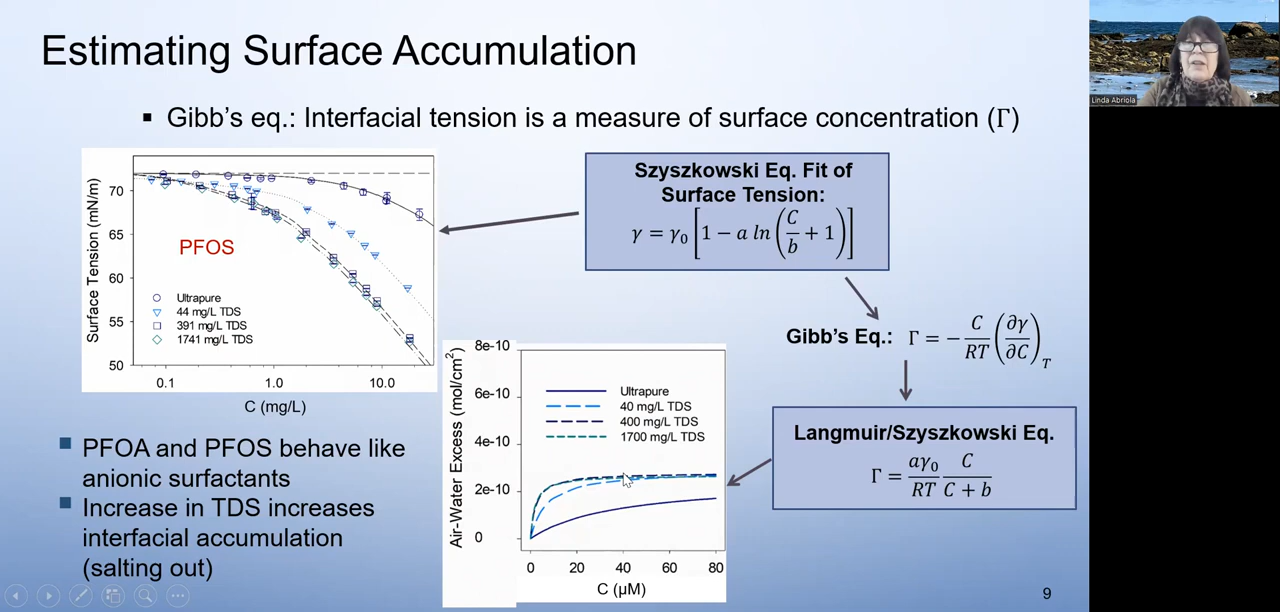 Estimating Surface Accumulation
Linda Abriola
▪ Gibb's eq.: Interfacial tension is a measure of surface concentration (Γ)
Surface Tension (mN/m)
70
65
60
55
50
PFOS
Ultrapure
44 mg/L TDS
391 mg/L TDS
1741 mg/L TDS
0.1
1.0
10.0
C (mg/L)
Szyszkowski Eq. Fit of
Surface Tension:
γ = γ₀ [1 − a ln (C/b + 1)]
Gibb's Eq.: Γ = − C/RT (∂γ/∂C)T
Langmuir/Szyszkowski Eq.
Γ = aγ₀/RT C/(C + b)
Air-Water Excess (mol/cm²)
8e-10
6e-10
4e-10
2e-10
0
Ultrapure
40 mg/L TDS
400 mg/L TDS
1700 mg/L TDS
0
20
40
60
80
C (µM)
PFOA and PFOS behave like
anionic surfactants
Increase in TDS increases
interfacial accumulation
(salting out)
9